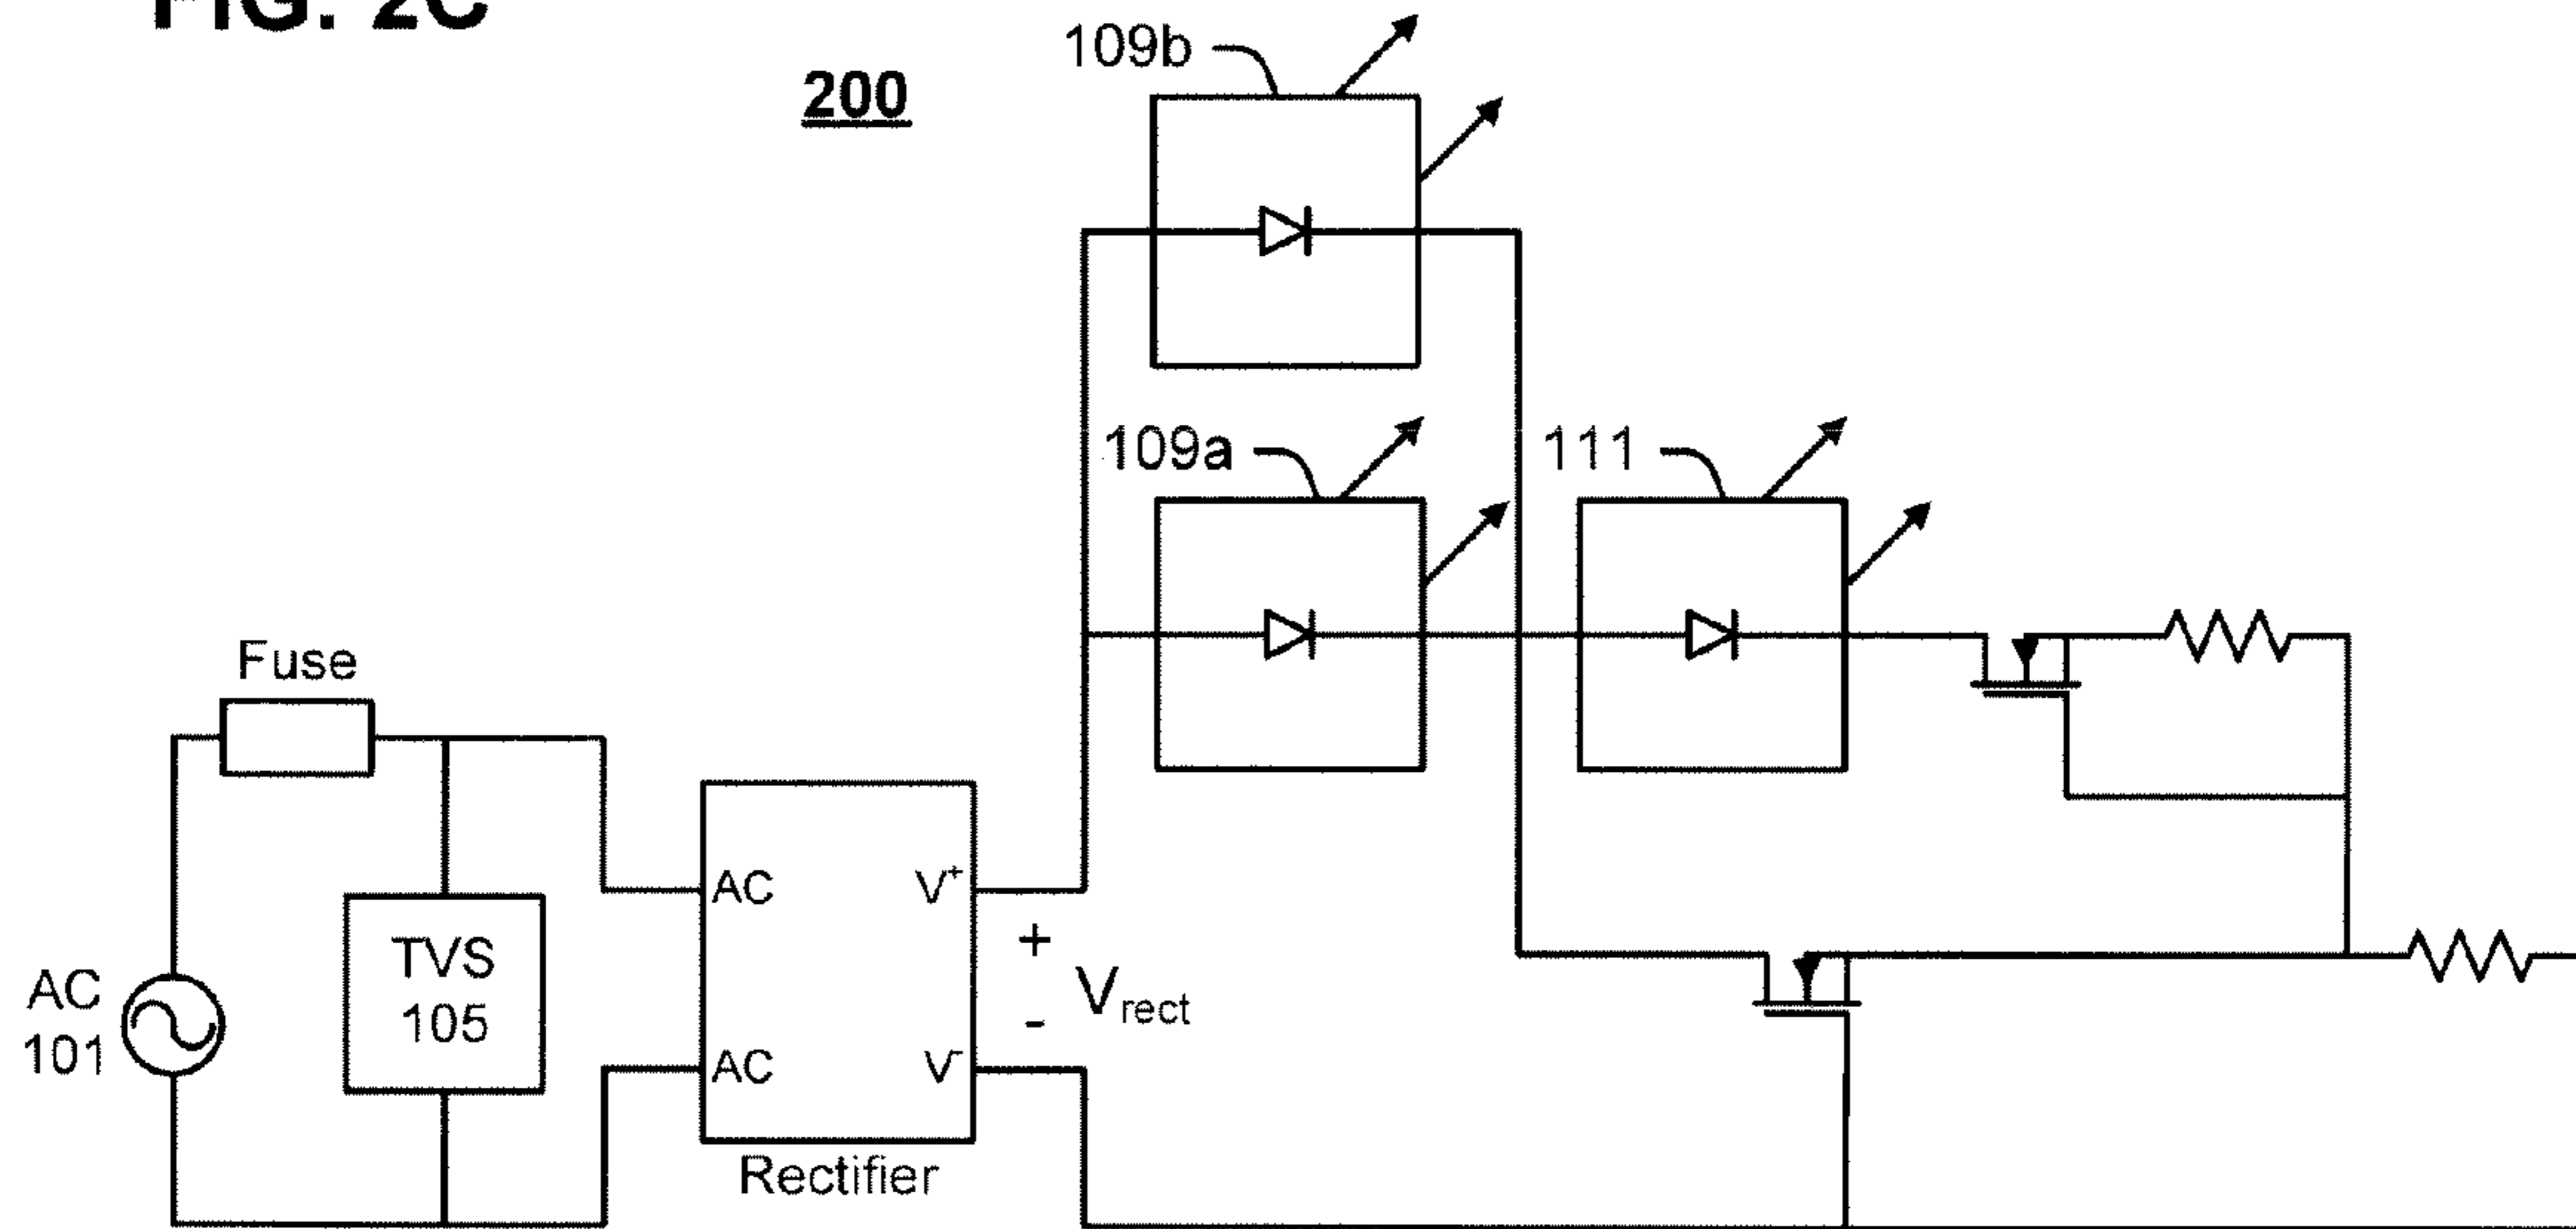 FIG. 2C
200
109b
109a
111
Fuse
TVS
105
AC
101
AC
V+
AC
V-
+
-
Vrect
Rectifier